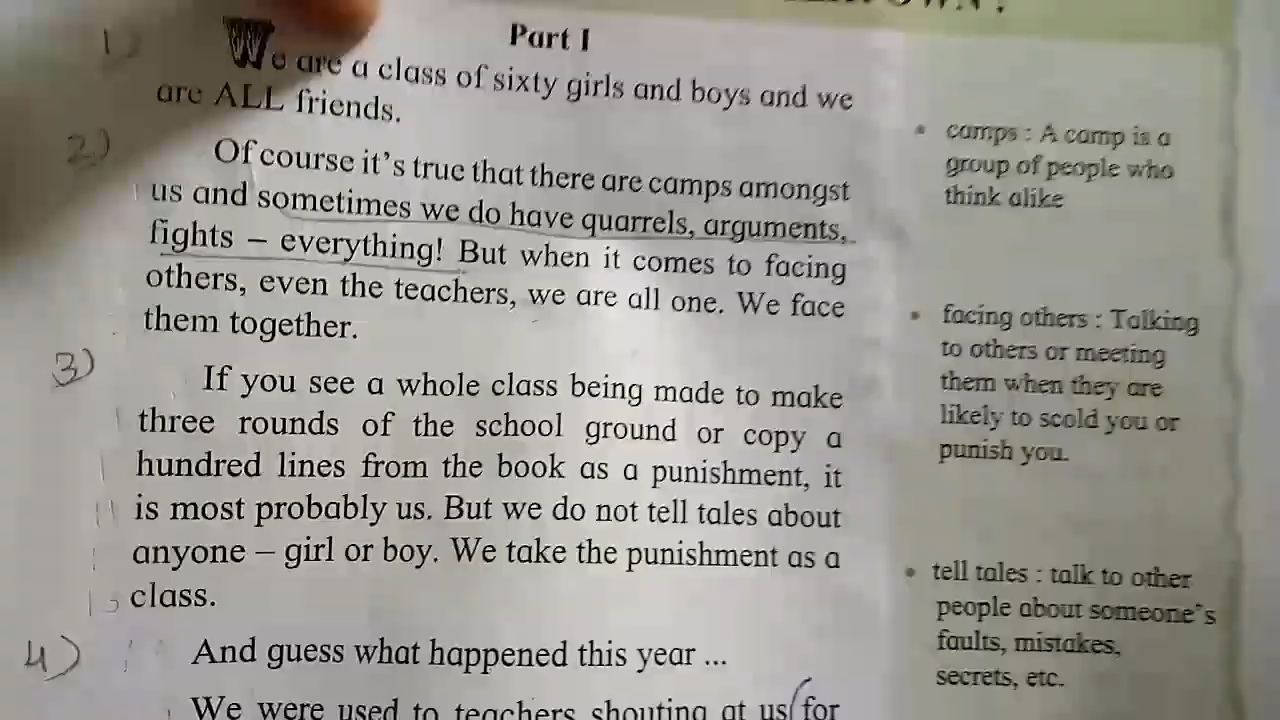 Part I
1) We are a class of sixty girls and boys and we
are ALL friends.
2) Of course it's true that there are camps amongst
us and sometimes we do have quarrels, arguments,
fights – everything! But when it comes to facing
others, even the teachers, we are all one. We face
them together.
3) If you see a whole class being made to make
three rounds of the school ground or copy a
hundred lines from the book as a punishment, it
is most probably us. But we do not tell tales about
anyone – girl or boy. We take the punishment as a
class.
4) And guess what happened this year ...
We were used to teachers shouting at us for
• camps : A camp is a
group of people who
think alike
• facing others : Talking
to others or meeting
them when they are
likely to scold you or
punish you.
• tell tales : talk to other
people about someone's
faults, mistakes,
secrets, etc.